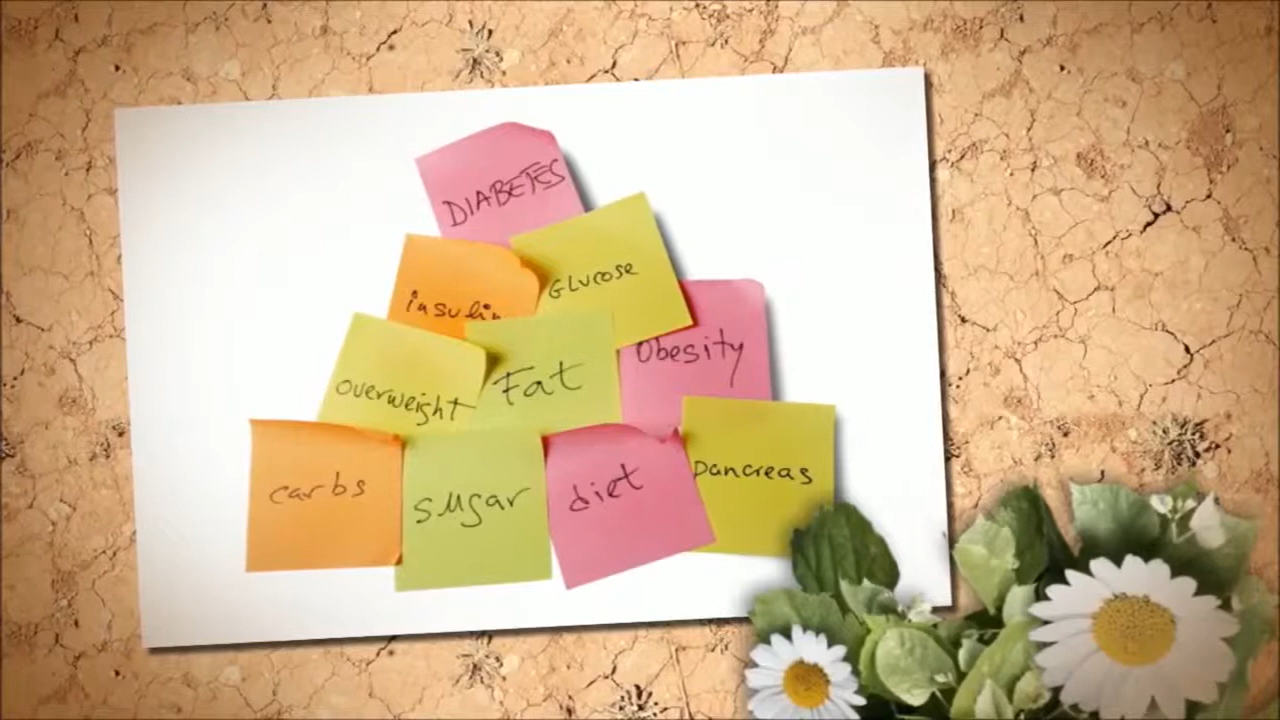 DIABETES
insulin
GLUCOSE
overweight
Fat
Obesity
carbs
sugar
diet
pancreas